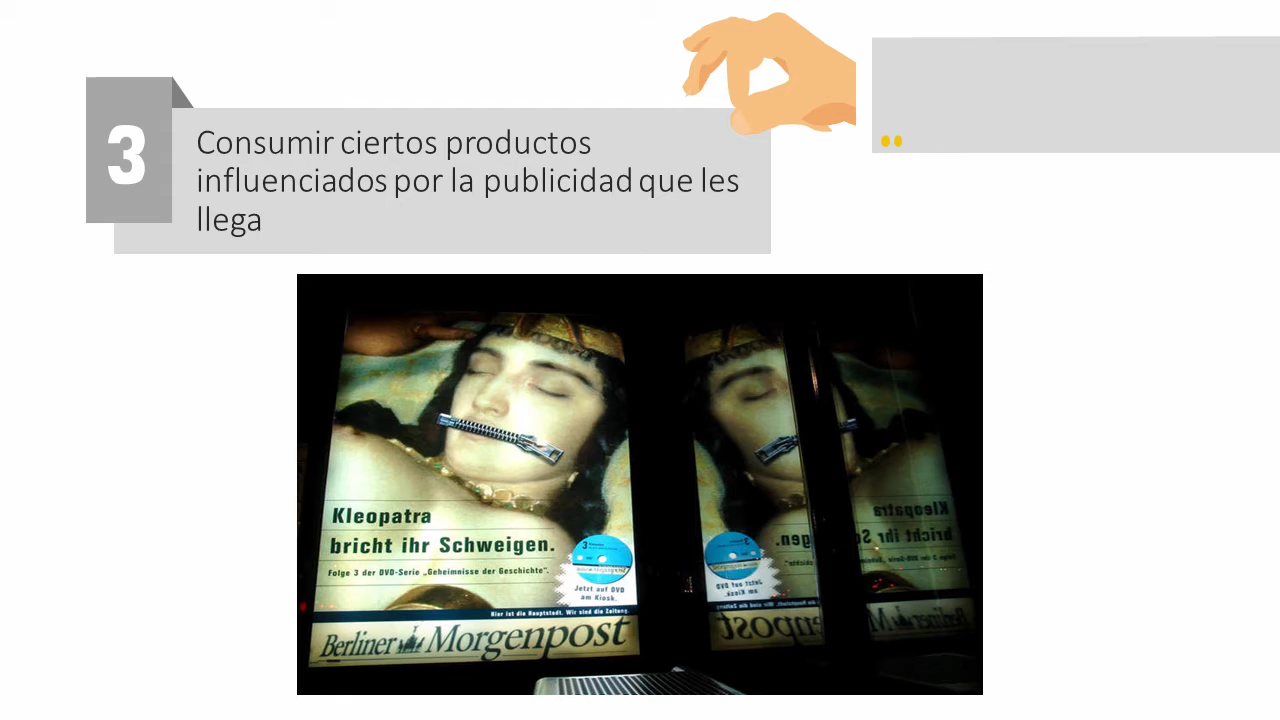 3
Consumir ciertos productos
influenciados por la publicidad que les
llega
Kleopatra
bricht ihr Schweigen.
Folge 3 der DVD-Serie „Geheimnisse der Geschichte“.
3
Jetzt auf DVD
am Kiosk.
Hier ist die Hauptstadt. Wir sind die Zeitung.
Berliner Morgenpost